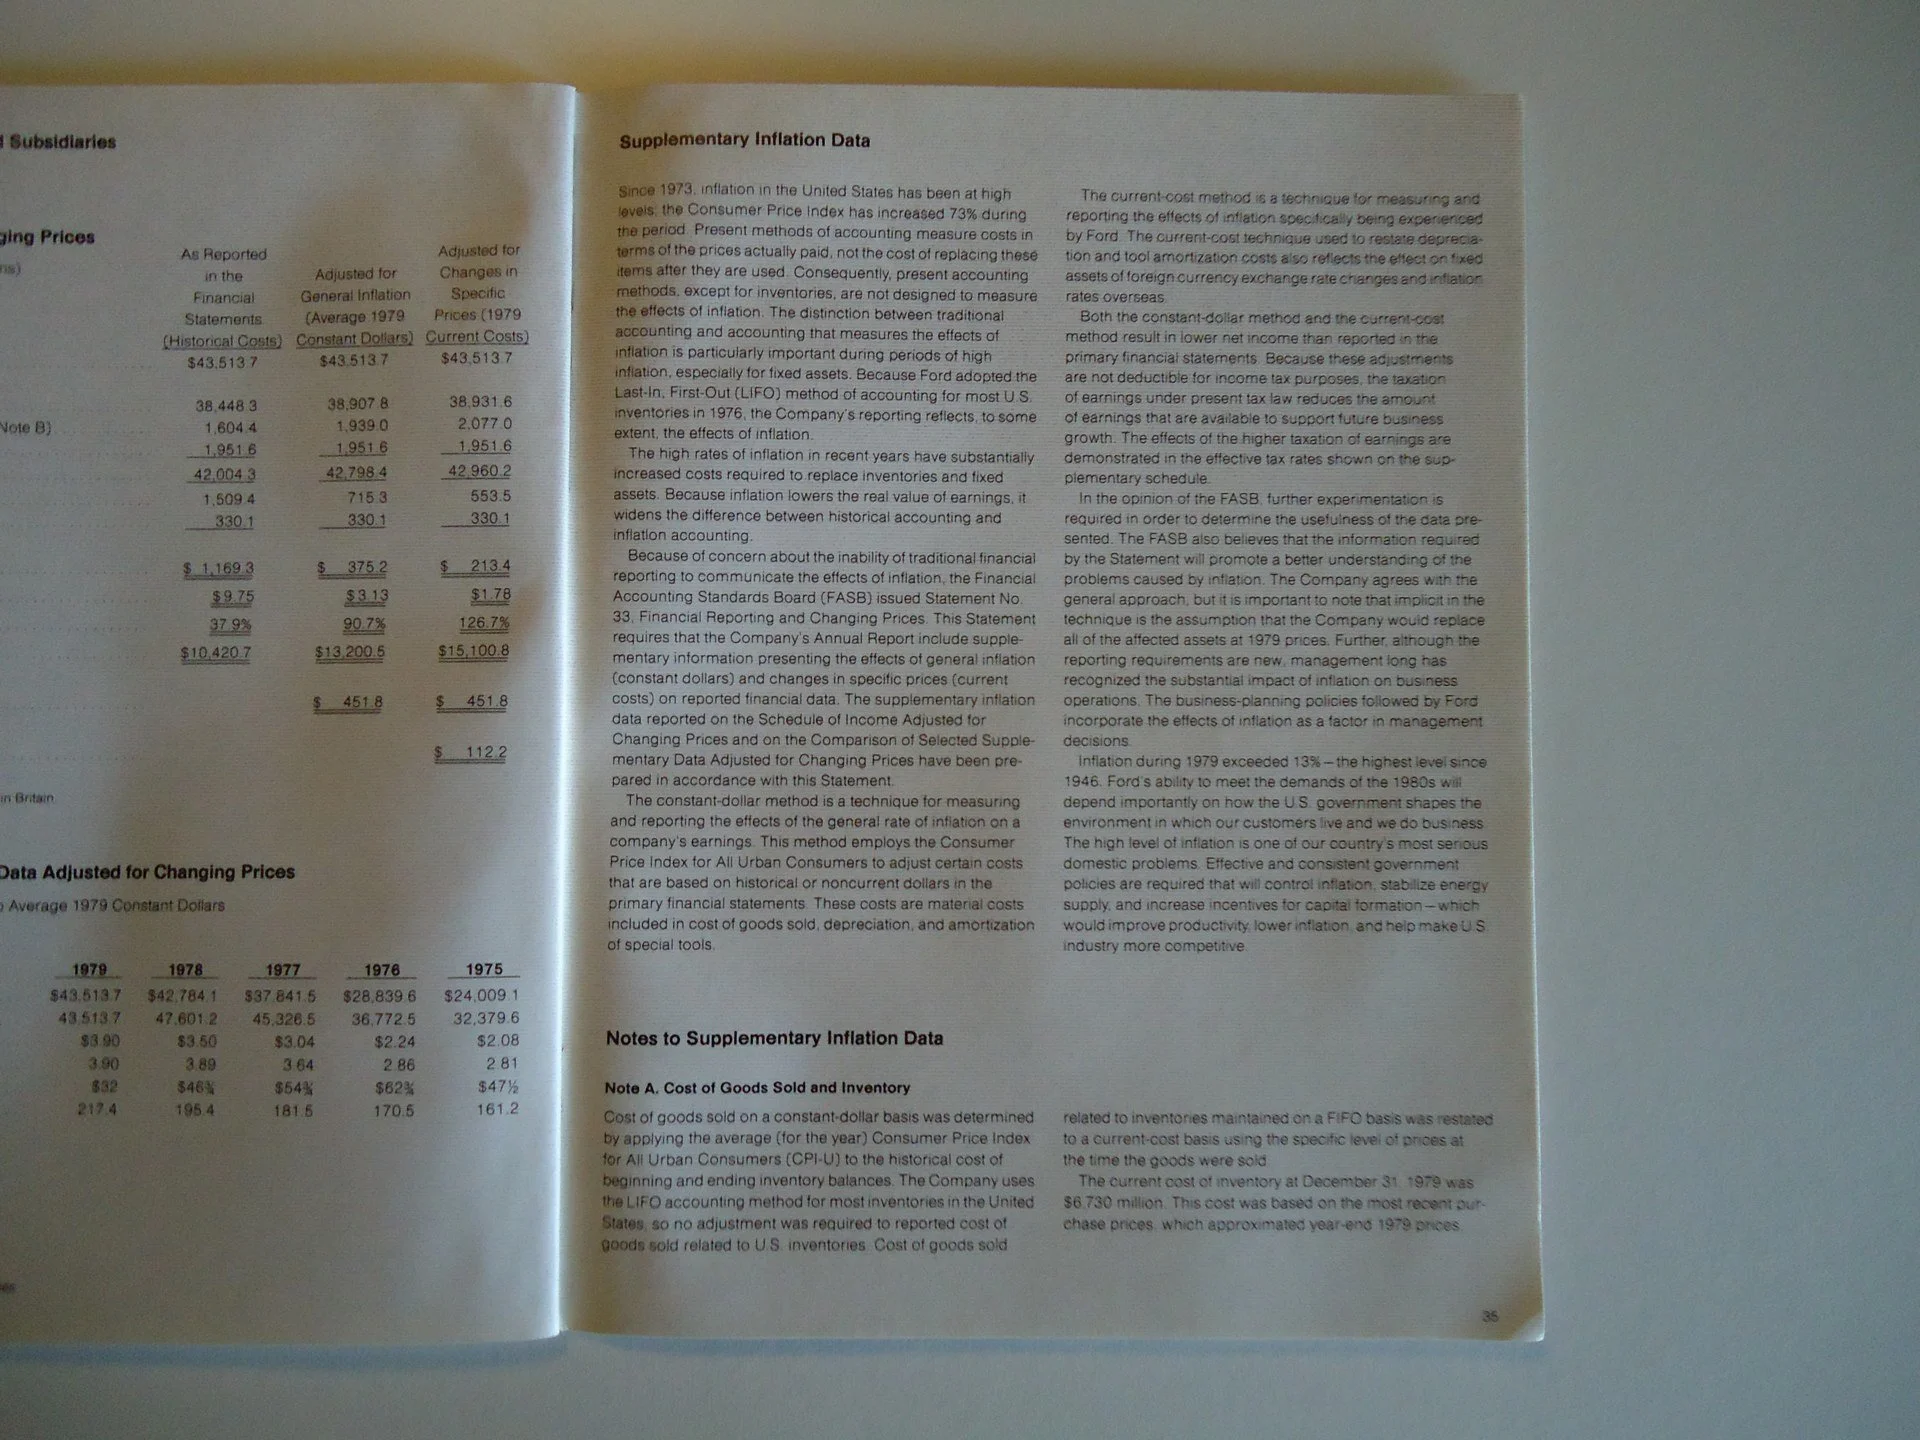 Subsidiaries
ging Prices
As Reported
in the
Financial
Statements
(Historical Costs)
Adjusted for
General Inflation
(Average 1979
Constant Dollars)
Adjusted for
Changes in
Specific
Prices (1979
Current Costs)
$43,513.7 $43,513.7 $43,513.7
38,448.3 38,907.8 38,931.6
Note B) 1,604.4 1,939.0 2,077.0
1,951.6 1,951.6 1,951.6
42,004.3 42,798.4 42,960.2
1,509.4 715.3 553.5
330.1 330.1 330.1
$ 1,169.3 $ 375.2 $ 213.4
$9.75 $3.13 $1.78
37.9% 90.7% 126.7%
$10,420.7 $13,200.5 $15,100.8
$ 451.8 $ 451.8
$ 112.2
in Britain
Data Adjusted for Changing Prices
Average 1979 Constant Dollars
1979 1978 1977 1976 1975
$43,513.7 $42,784.1 $37,841.5 $28,839.6 $24,009.1
43,513.7 47,601.2 45,326.5 36,772.5 32,379.6
$3.90 $3.50 $3.04 $2.24 $2.08
3.90 3.89 3.64 2.86 2.81
$32 $47½
217.4 195.4 181.5 170.5 161.2
Supplementary Inflation Data
Since 1973, inflation in the United States has been at high
levels; the Consumer Price Index has increased 73% during
the period. Present methods of accounting measure costs in
terms of the prices actually paid, not the cost of replacing these
items after they are used. Consequently, present accounting
methods, except for inventories, are not designed to measure
the effects of inflation. The distinction between traditional
accounting and accounting that measures the effects of
inflation is particularly important during periods of high
inflation, especially for fixed assets. Because Ford adopted the
Last-In, First-Out (LIFO) method of accounting for most U.S.
inventories in 1976, the Company's reporting reflects, to some
extent, the effects of inflation.
The high rates of inflation in recent years have substantially
increased costs required to replace inventories and fixed
assets. Because inflation lowers the real value of earnings, it
widens the difference between historical accounting and
inflation accounting.
Because of concern about the inability of traditional financial
reporting to communicate the effects of inflation, the Financial
Accounting Standards Board (FASB) issued Statement No.
33, Financial Reporting and Changing Prices. This Statement
requires that the Company's Annual Report include supple-
mentary information presenting the effects of general inflation
(constant dollars) and changes in specific prices (current
costs) on reported financial data. The supplementary inflation
data reported on the Schedule of Income Adjusted for
Changing Prices and on the Comparison of Selected Supple-
mentary Data Adjusted for Changing Prices have been pre-
pared in accordance with this Statement.
The constant-dollar method is a technique for measuring
and reporting the effects of the general rate of inflation on a
company's earnings. This method employs the Consumer
Price Index for All Urban Consumers to adjust certain costs
that are based on historical or noncurrent dollars in the
primary financial statements. These costs are material costs
included in cost of goods sold, depreciation, and amortization
of special tools.
The current-cost method is a technique for measuring and
reporting the effects of inflation specifically being experienced
by Ford. The current-cost technique used to restate deprecia-
tion and tool amortization costs also reflects the effect on fixed
assets of foreign currency exchange rate changes and inflation
rates overseas.
Both the constant-dollar method and the current-cost
method result in lower net income than reported in the
primary financial statements. Because these adjustments
are not deductible for income tax purposes, the taxation
of earnings under present tax law reduces the amount
of earnings that are available to support future business
growth. The effects of the higher taxation of earnings are
demonstrated in the effective tax rates shown on the sup-
plementary schedule.
In the opinion of the FASB, further experimentation is
required in order to determine the usefulness of the data pre-
sented. The FASB also believes that the information required
by the Statement will promote a better understanding of the
problems caused by inflation. The Company agrees with the
general approach, but it is important to note that implicit in the
technique is the assumption that the Company would replace
all of the affected assets at 1979 prices. Further, although the
reporting requirements are new, management long has
recognized the substantial impact of inflation on business
operations. The business-planning policies followed by Ford
incorporate the effects of inflation as a factor in management
decisions.
Inflation during 1979 exceeded 13%—the highest level since
1946. Ford's ability to meet the demands of the 1980s will
depend importantly on how the U.S. government shapes the
environment in which our customers live and we do business.
The high level of inflation is one of our country's most serious
domestic problems. Effective and consistent government
policies are required that will control inflation, stabilize energy
supply, and increase incentives for capital formation—which
would improve productivity, lower inflation, and help make U.S.
industry more competitive.
Notes to Supplementary Inflation Data
Note A. Cost of Goods Sold and Inventory
Cost of goods sold on a constant-dollar basis was determined
by applying the average (for the year) Consumer Price Index
for All Urban Consumers (CPI-U) to the historical cost of
beginning and ending inventory balances. The Company uses
the LIFO accounting method for most inventories in the United
States, so no adjustment was required to reported cost of
goods sold related to U.S. inventories. Cost of goods sold
related to inventories maintained on a FIFO basis was restated
to a current-cost basis using the specific level of prices at
the time the goods were sold.
The current cost of inventory at December 31, 1979 was
$6,730 million. This cost was based on the most recent pur-
chase prices, which approximated year-end 1979 prices.
35